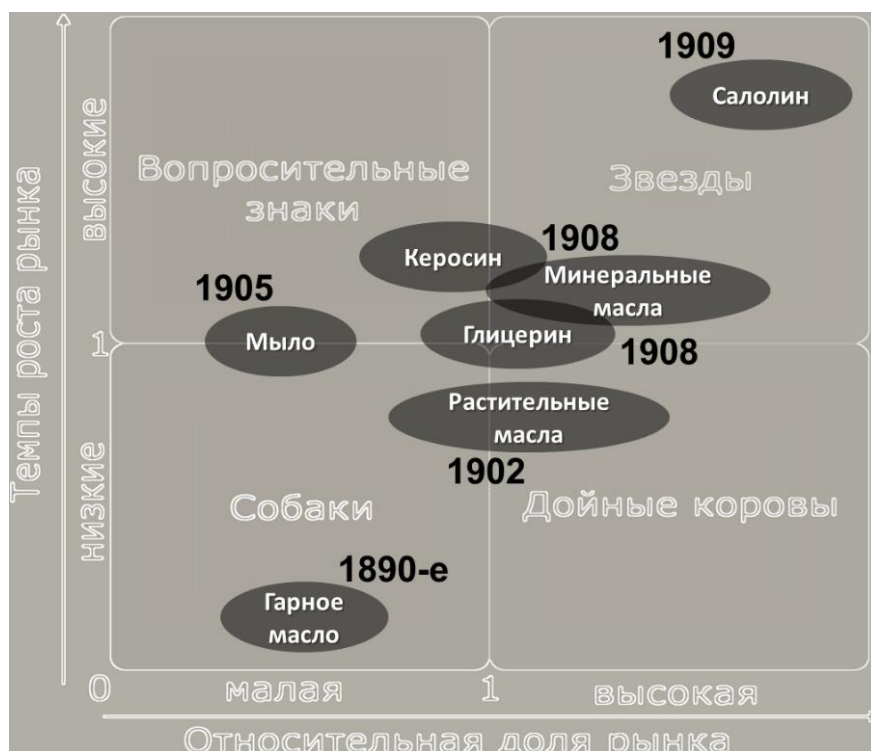 1909
Салолин
Вопросительные
знаки
Звезды
Керосин
1908
Минеральные
масла
1905
Мыло
Глицерин
1908
Растительные
масла
1902
Собаки
Дойные коровы
1890-е
Гарное
масло
Темпы роста рынка
высокие
1
низкие
0
малая
1
высокая
Относительная доля рынка